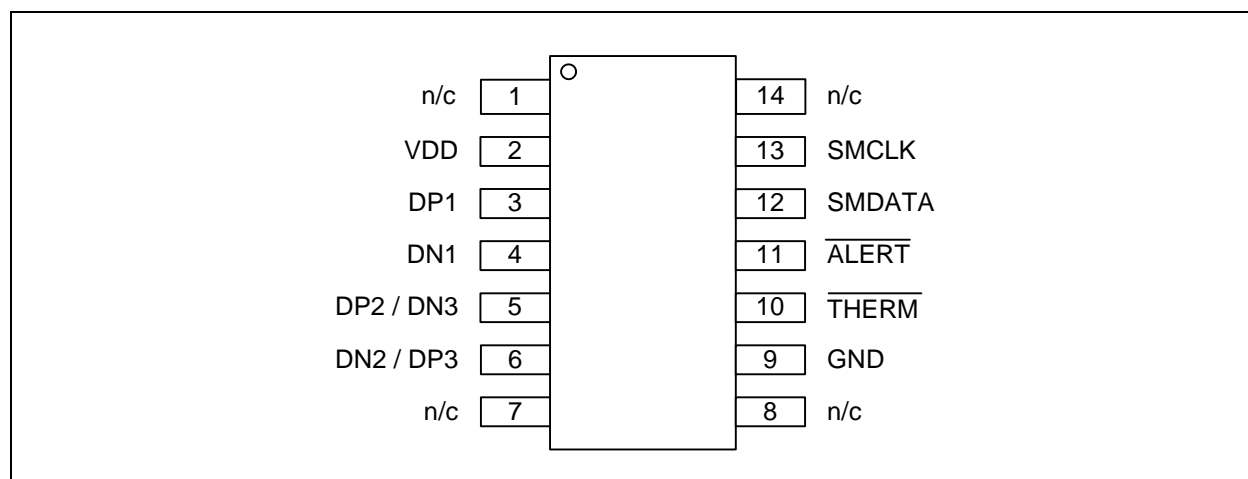 n/c 1 14 n/c
VDD 2 13 SMCLK
DP1 3 12 SMDATA
DN1 4 11 ALERT
DP2 / DN3 5 10 THERM
DN2 / DP3 6 9 GND
n/c 7 8 n/c